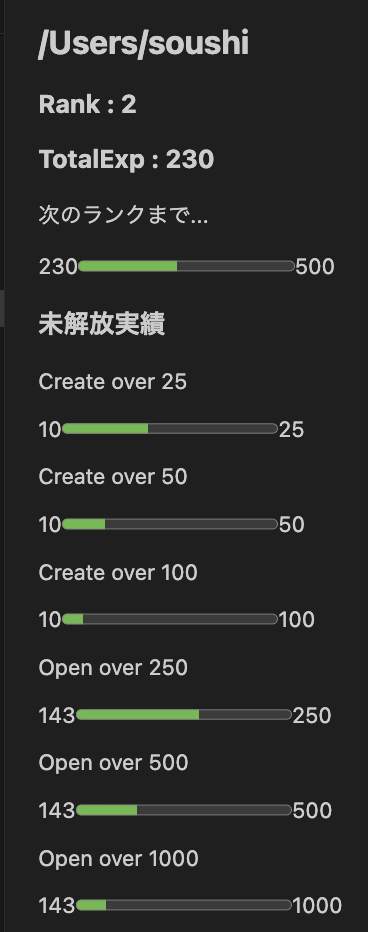 /Users/soushi
Rank : 2
TotalExp : 230
次のランクまで...
230 500
未解放実績
Create over 25
10 25
Create over 50
10 50
Create over 100
10 100
Open over 250
143 250
Open over 500
143 500
Open over 1000
143 1000